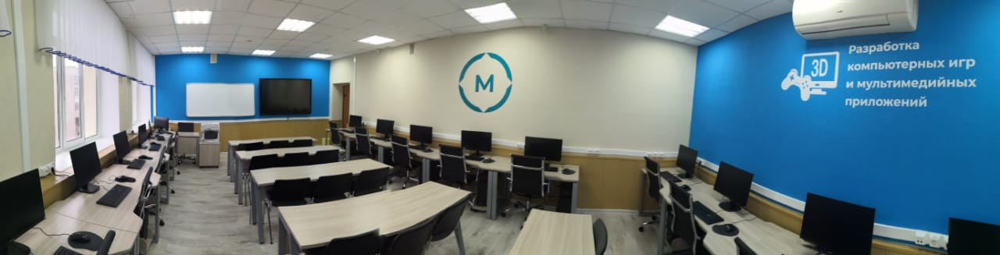 M
3D
Разработка
компьютерных игр
и мультимедийных
приложений